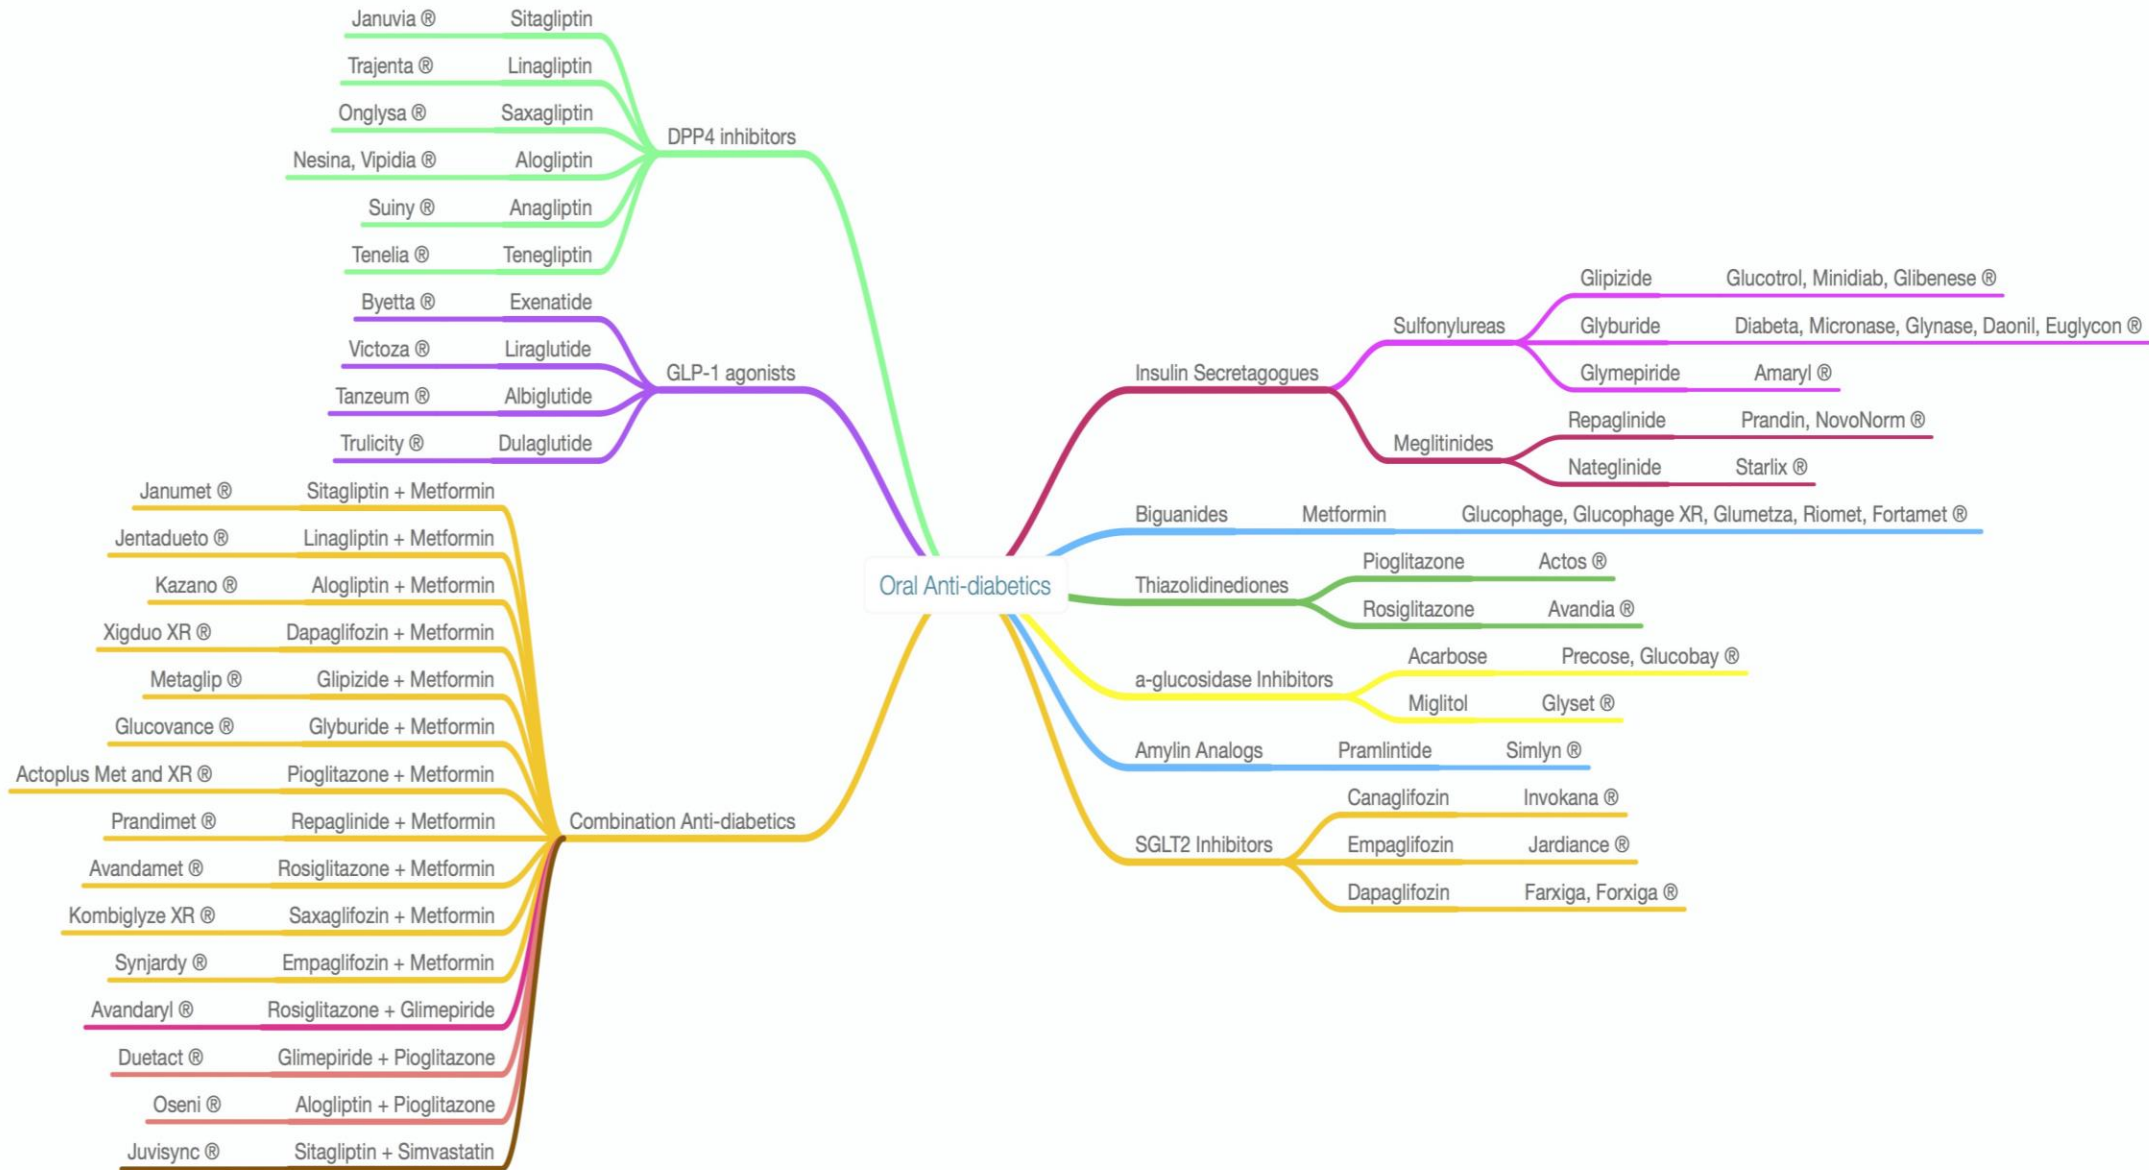 Oral Anti-diabetics
DPP4 inhibitors
Januvia ® Sitagliptin
Trajenta ® Linagliptin
Onglysa ® Saxagliptin
Nesina, Vipidia ® Alogliptin
Suiny ® Anagliptin
Tenelia ® Tenegliptin
GLP-1 agonists
Byetta ® Exenatide
Victoza ® Liraglutide
Tanzeum ® Albiglutide
Trulicity ® Dulaglutide
Combination Anti-diabetics
Janumet ® Sitagliptin + Metformin
Jentadueto ® Linagliptin + Metformin
Kazano ® Alogliptin + Metformin
Xigduo XR ® Dapaglifozin + Metformin
Metaglip ® Glipizide + Metformin
Glucovance ® Glyburide + Metformin
Actoplus Met and XR ® Pioglitazone + Metformin
Prandimet ® Repaglinide + Metformin
Avandamet ® Rosiglitazone + Metformin
Kombiglyze XR ® Saxaglifozin + Metformin
Synjardy ® Empaglifozin + Metformin
Avandaryl ® Rosiglitazone + Glimepiride
Duetact ® Glimepiride + Pioglitazone
Oseni ® Alogliptin + Pioglitazone
Juvisync ® Sitagliptin + Simvastatin
Insulin Secretagogues
Sulfonylureas
Glipizide Glucotrol, Minidiab, Glibenese ®
Glyburide Diabeta, Micronase, Glynase, Daonil, Euglycon ®
Glymepiride Amaryl ®
Meglitinides
Repaglinide Prandin, NovoNorm ®
Nateglinide Starlix ®
Biguanides Metformin Glucophage, Glucophage XR, Glumetza, Riomet, Fortamet ®
Thiazolidinediones
Pioglitazone Actos ®
Rosiglitazone Avandia ®
a-glucosidase Inhibitors
Acarbose Precose, Glucobay ®
Miglitol Glyset ®
Amylin Analogs Pramlintide Simlyn ®
SGLT2 Inhibitors
Canaglifozin Invokana ®
Empaglifozin Jardiance ®
Dapaglifozin Farxiga, Forxiga ®